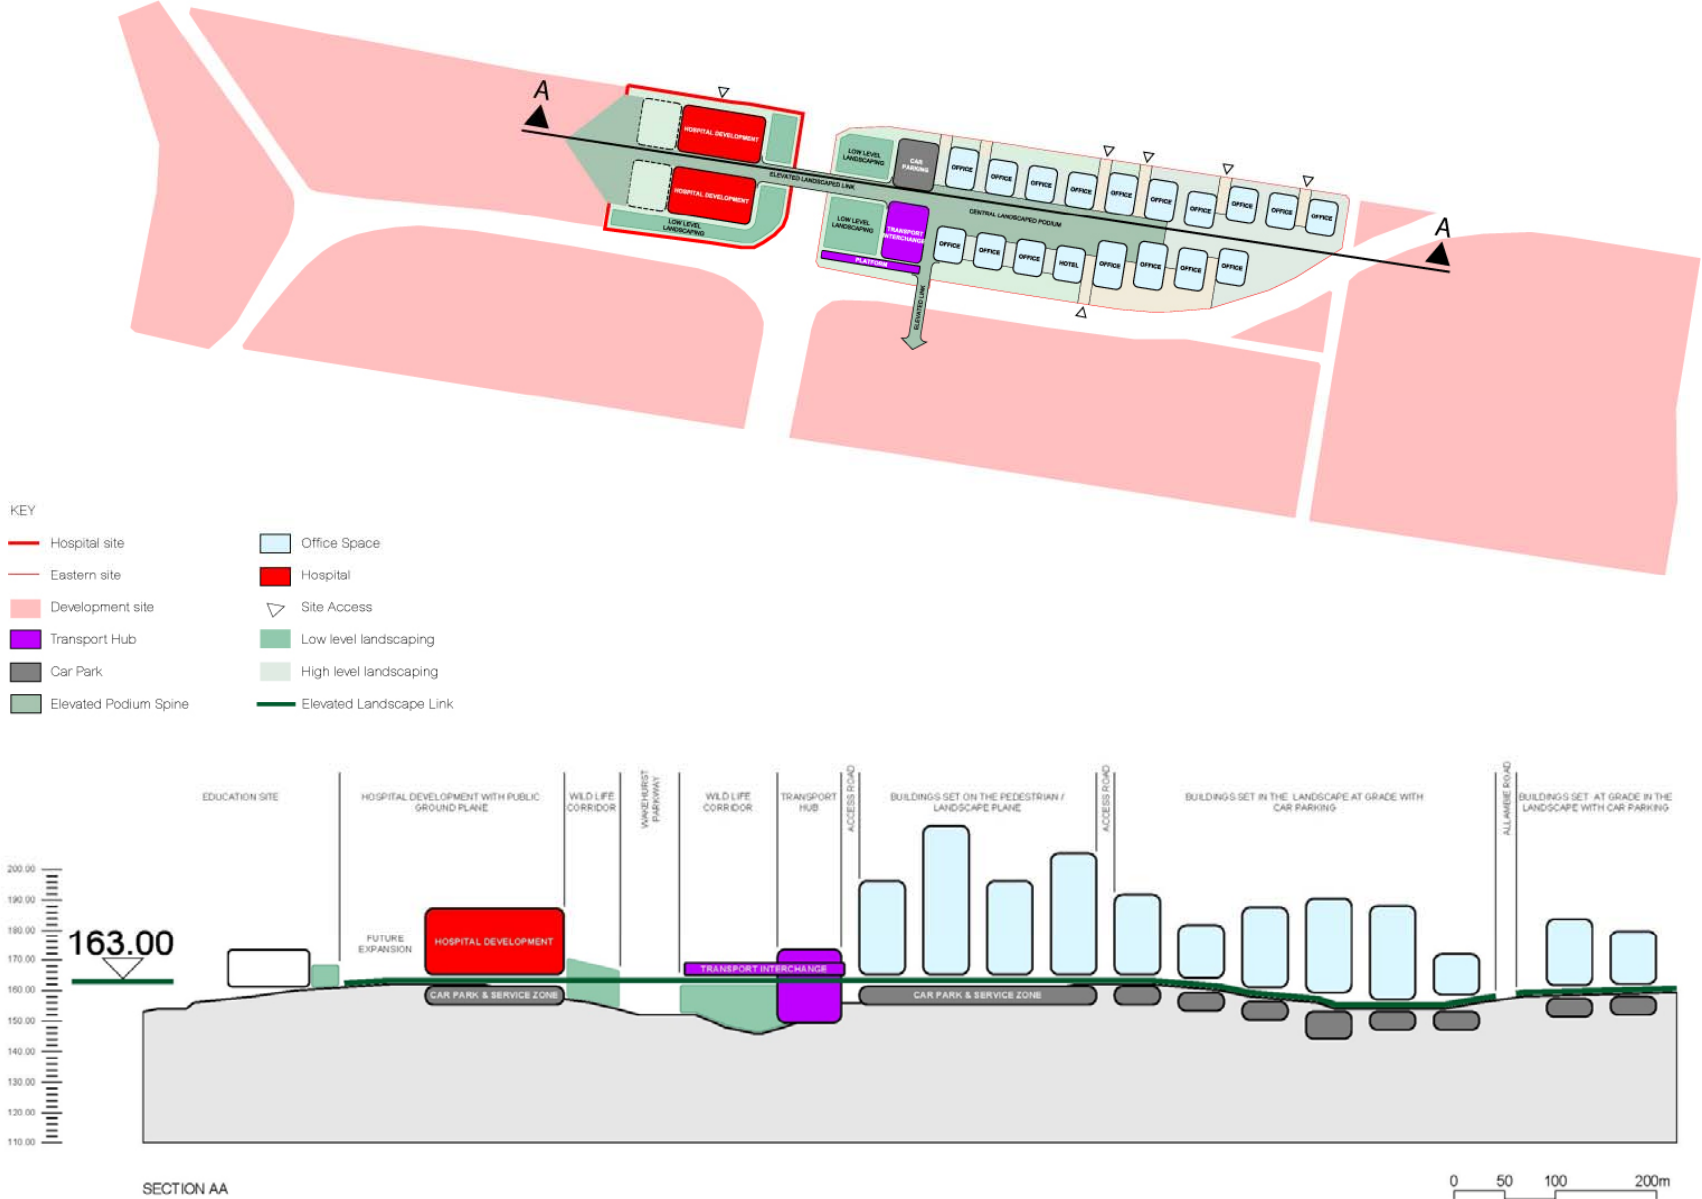 A
HOSPITAL DEVELOPMENT
HOSPITAL DEVELOPMENT
LOW LEVEL
LANDSCAPING
ELEVATED LANDSCAPED LINK
LOW LEVEL
LANDSCAPING
CAR
PARKING
OFFICE
OFFICE
OFFICE
OFFICE
OFFICE
OFFICE
OFFICE
OFFICE
OFFICE
OFFICE
CENTRAL LANDSCAPED PODIUM
LOW LEVEL
LANDSCAPING
TRANSPORT
INTERCHANGE
PLATFORM
OFFICE
OFFICE
OFFICE
HOTEL
OFFICE
OFFICE
OFFICE
OFFICE
ELEVATED LINK
A
KEY
Hospital site
Eastern site
Development site
Transport Hub
Car Park
Elevated Podium Spine
Office Space
Hospital
Site Access
Low level landscaping
High level landscaping
Elevated Landscape Link
EDUCATION SITE
HOSPITAL DEVELOPMENT WITH PUBLIC
GROUND PLANE
WILD LIFE
CORRIDOR
WAKEHURST
PARKWAY
WILD LIFE
CORRIDOR
TRANSPORT
HUB
ACCESS ROAD
BUILDINGS SET ON THE PEDESTRIAN /
LANDSCAPE PLANE
ACCESS ROAD
BUILDINGS SET IN THE LANDSCAPE AT GRADE WITH
CAR PARKING
ALLAMBIE ROAD
BUILDINGS SET AT GRADE IN THE
LANDSCAPE WITH CAR PARKING
200.00
190.00
180.00
170.00
160.00
150.00
140.00
130.00
120.00
110.00
163.00
FUTURE
EXPANSION
HOSPITAL DEVELOPMENT
CAR PARK & SERVICE ZONE
TRANSPORT INTERCHANGE
CAR PARK & SERVICE ZONE
SECTION AA
0 50 100 200m